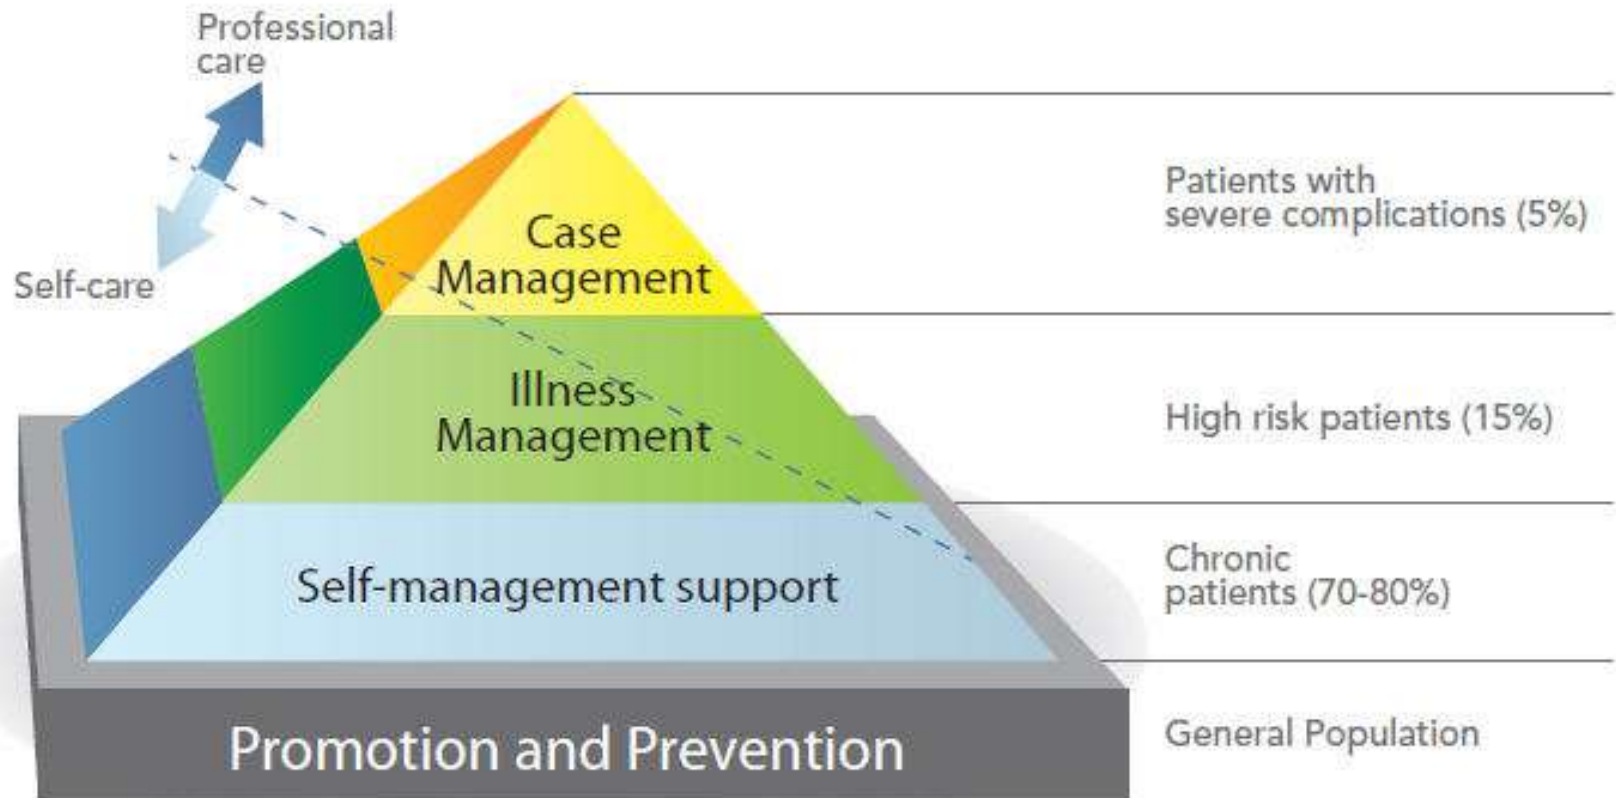 Professional
care
Self-care
Case
Management
Patients with
severe complications (5%)
Illness
Management
High risk patients (15%)
Self-management support
Chronic
patients (70-80%)
Promotion and Prevention
General Population